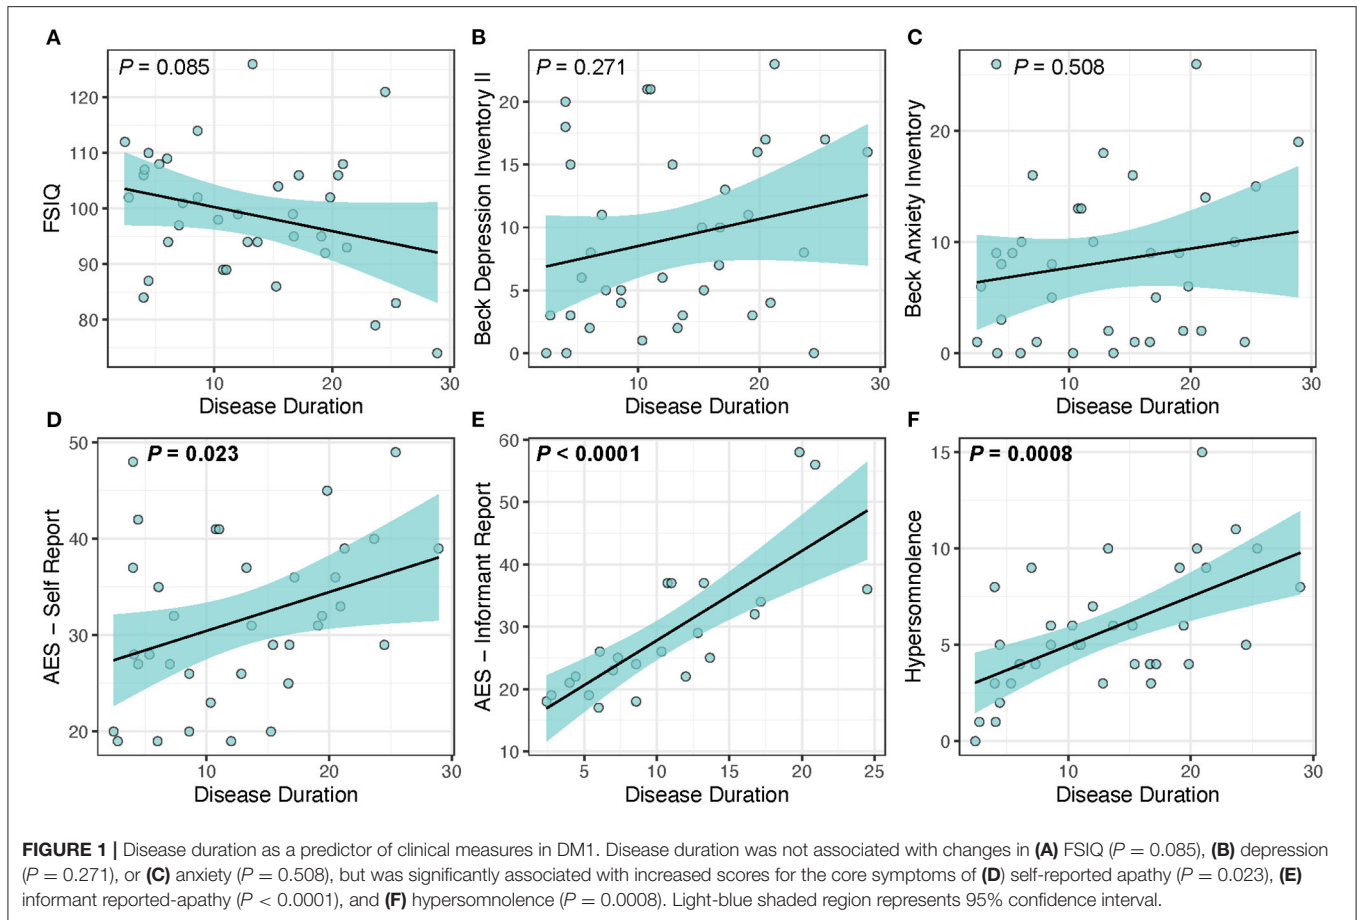 A
P = 0.085
FSIQ
120
110
100
90
80
10 20 30
Disease Duration
B
P = 0.271
Beck Depression Inventory II
20
15
10
5
0
0 10 20 30
Disease Duration
C
P = 0.508
Beck Anxiety Inventory
20
10
0
10 20 30
Disease Duration
D
P = 0.023
AES – Self Report
50
40
30
20
10 20 30
Disease Duration
E
P < 0.0001
AES – Informant Report
60
50
40
30
20
10
5 10 15 20 25
Disease Duration
F
P = 0.0008
Hypersomnolence
15
10
5
0
10 20 30
Disease Duration
FIGURE 1 | Disease duration as a predictor of clinical measures in DM1. Disease duration was not associated with changes in (A) FSIQ (P = 0.085), (B) depression
(P = 0.271), or (C) anxiety (P = 0.508), but was significantly associated with increased scores for the core symptoms of (D) self-reported apathy (P = 0.023), (E)
informant reported-apathy (P < 0.0001), and (F) hypersomnolence (P = 0.0008). Light-blue shaded region represents 95% confidence interval.